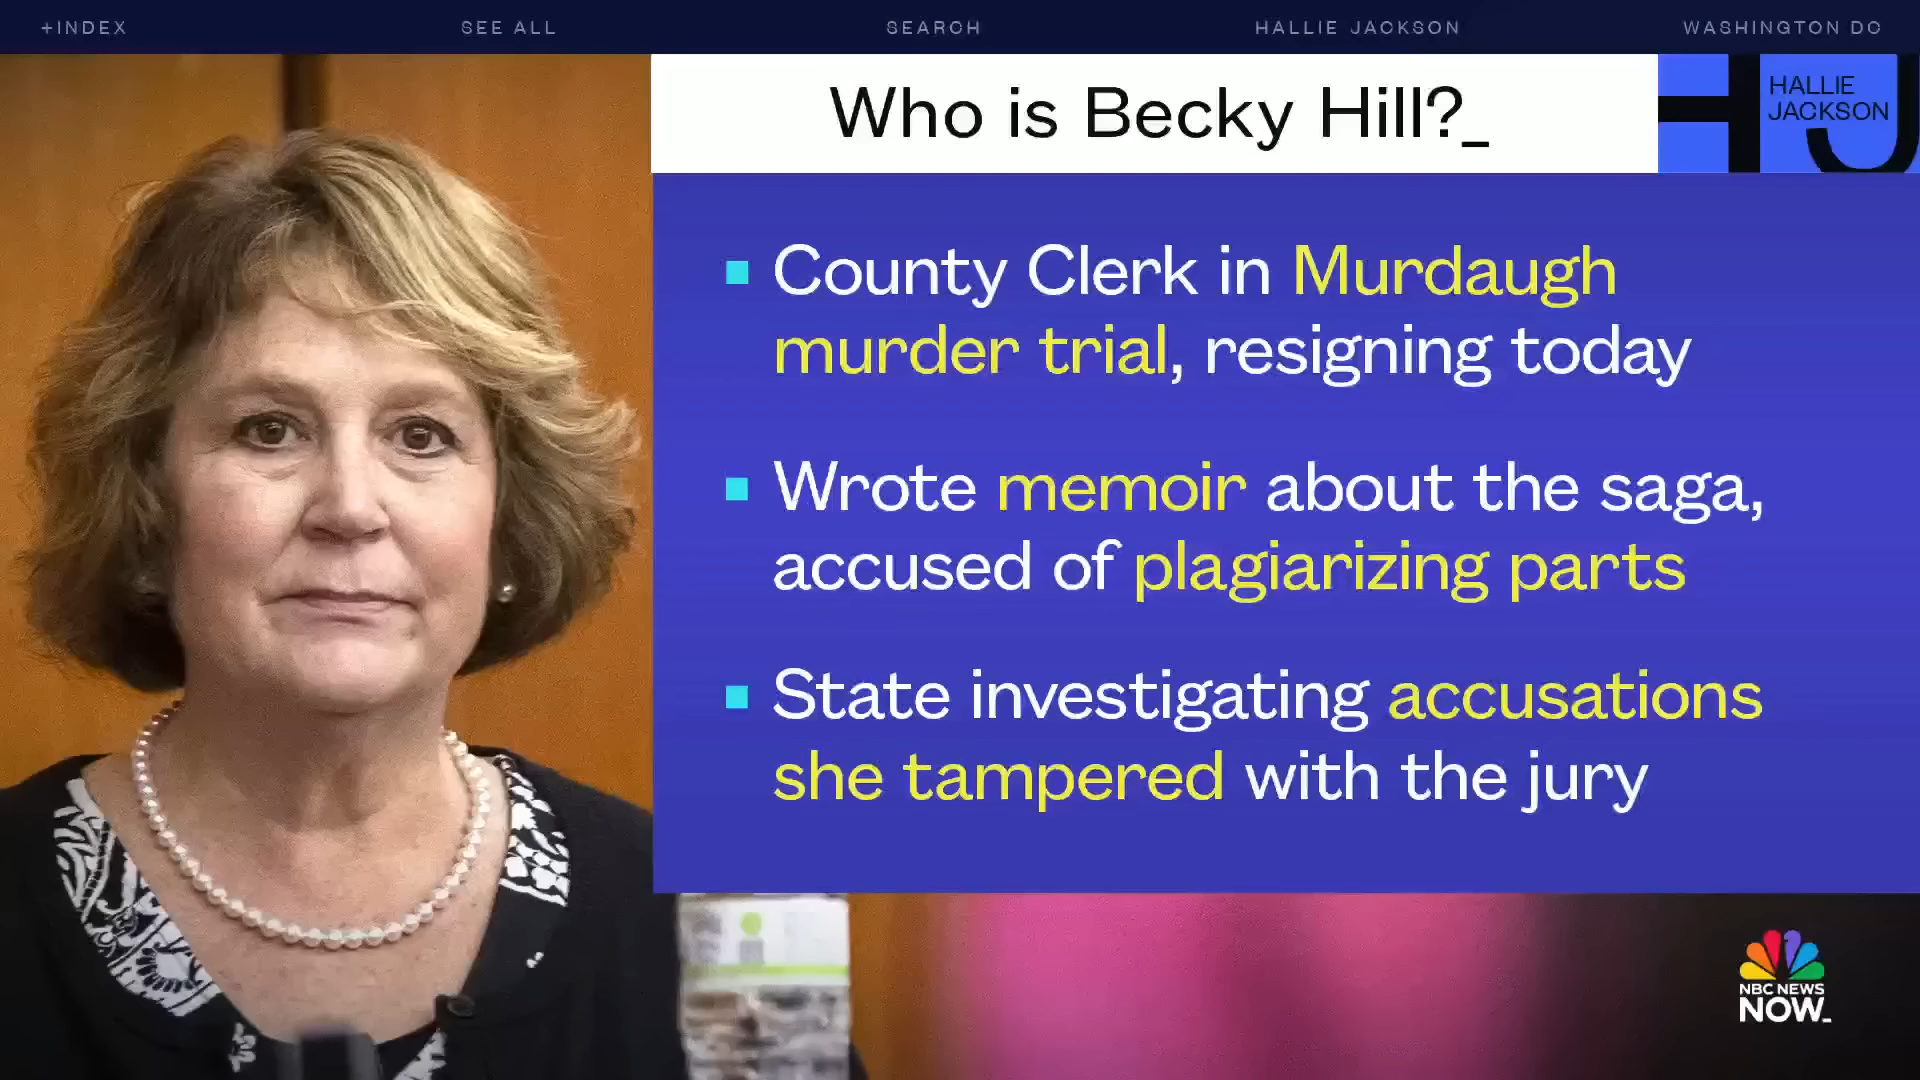 +INDEX
SEE ALL
SEARCH
HALLIE JACKSON
WASHINGTON DC
Who is Becky Hill?_
HALLIE
JACKSON
County Clerk in Murdaugh
murder trial, resigning today
Wrote memoir about the saga,
accused of plagiarizing parts
State investigating accusations
she tampered with the jury
NBC NEWS
NOW_